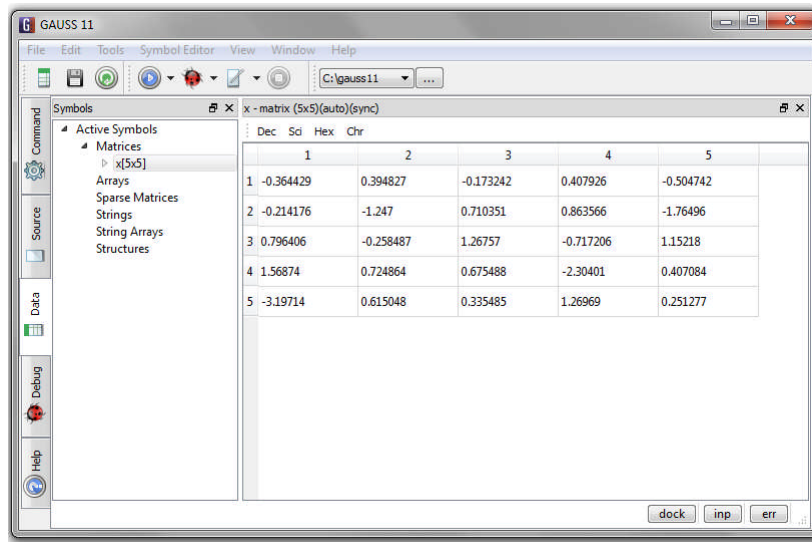 GAUSS 11
File Edit Tools Symbol Editor View Window Help
C:\gauss11 ...
Command
Source
Data
Debug
Help
Symbols
Active Symbols
Matrices
x[5x5]
Arrays
Sparse Matrices
Strings
String Arrays
Structures
x - matrix (5x5)(auto)(sync)
Dec Sci Hex Chr
1 2 3 4 5
1 -0.364429 0.394827 -0.173242 0.407926 -0.504742
2 -0.214176 -1.247 0.710351 0.863566 -1.76496
3 0.796406 -0.258487 1.26757 -0.717206 1.15218
4 1.56874 0.724864 0.675488 -2.30401 0.407084
5 -3.19714 0.615048 0.335485 1.26969 0.251277
dock inp err